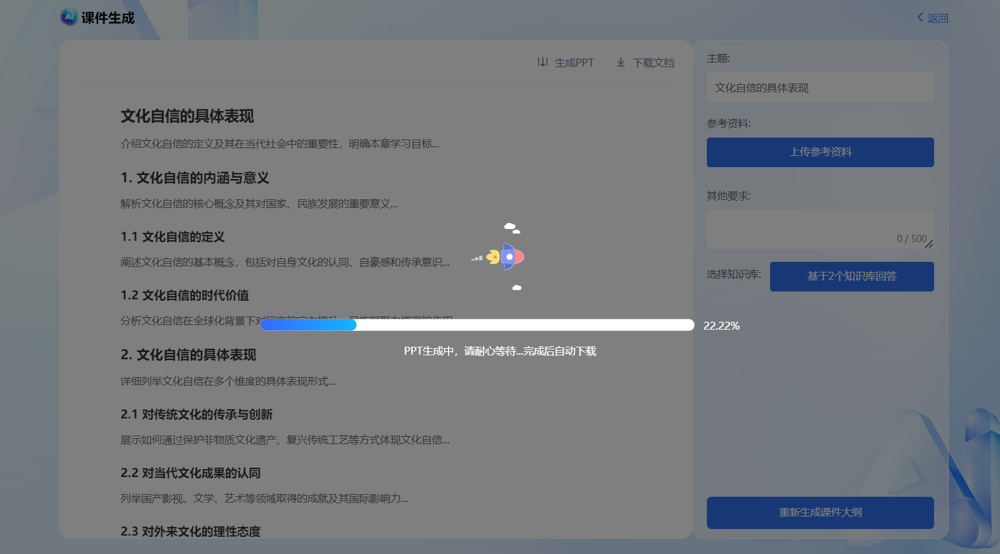 AI 课件生成
返回
生成PPT
下载文档
文化自信的具体表现
介绍文化自信的定义及其在当代社会中的重要性，明确本章学习目标...
1. 文化自信的内涵与意义
解析文化自信的核心概念及其对国家、民族发展的重要意义...
1.1 文化自信的定义
阐述文化自信的基本概念，包括对自身文化的认同、自豪感和传承意识...
1.2 文化自信的时代价值
分析文化自信在全球化背景下
22.22%
PPT生成中，请耐心等待...完成后自动下载
2. 文化自信的具体表现
详细列举文化自信在多个维度的具体表现形式...
2.1 对传统文化的传承与创新
展示如何通过保护非物质文化遗产、复兴传统工艺等方式体现文化自信...
2.2 对当代文化成果的认同
列举国产影视、文学、艺术等领域取得的成就及其国际影响力...
2.3 对外来文化的理性态度
主题:
文化自信的具体表现
参考资料:
上传参考资料
其他要求:
0 / 500
选择知识库:
基于2个知识库回答
重新生成课件大纲